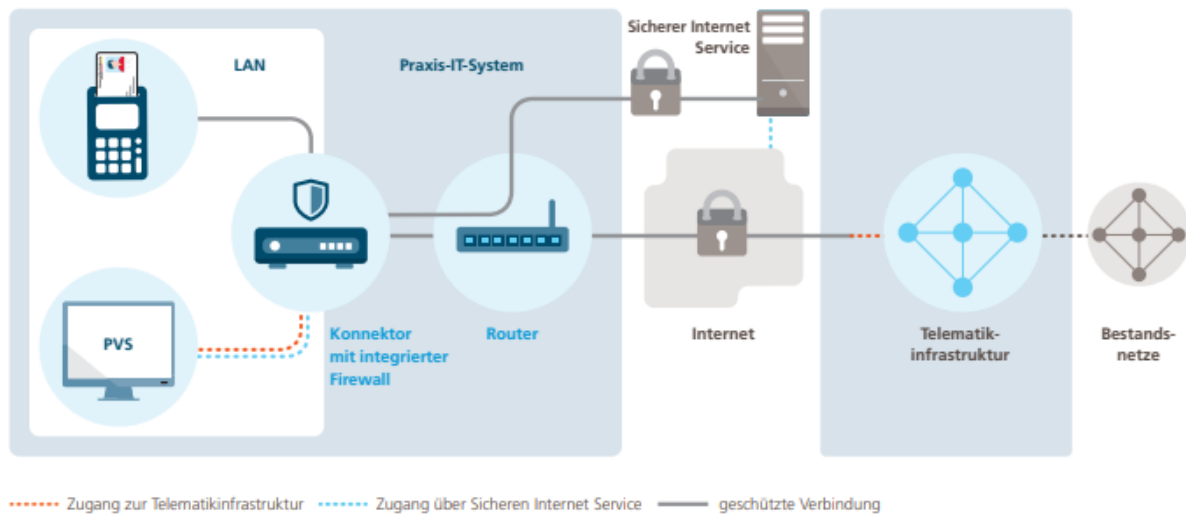 Sicherer Internet
Service
LAN
Praxis-IT-System
PVS
Konnektor
mit integrierter
Firewall
Router
Internet
Telematik-
infrastruktur
Bestands-
netze
Zugang zur Telematikinfrastruktur
Zugang über Sicheren Internet Service
geschützte Verbindung